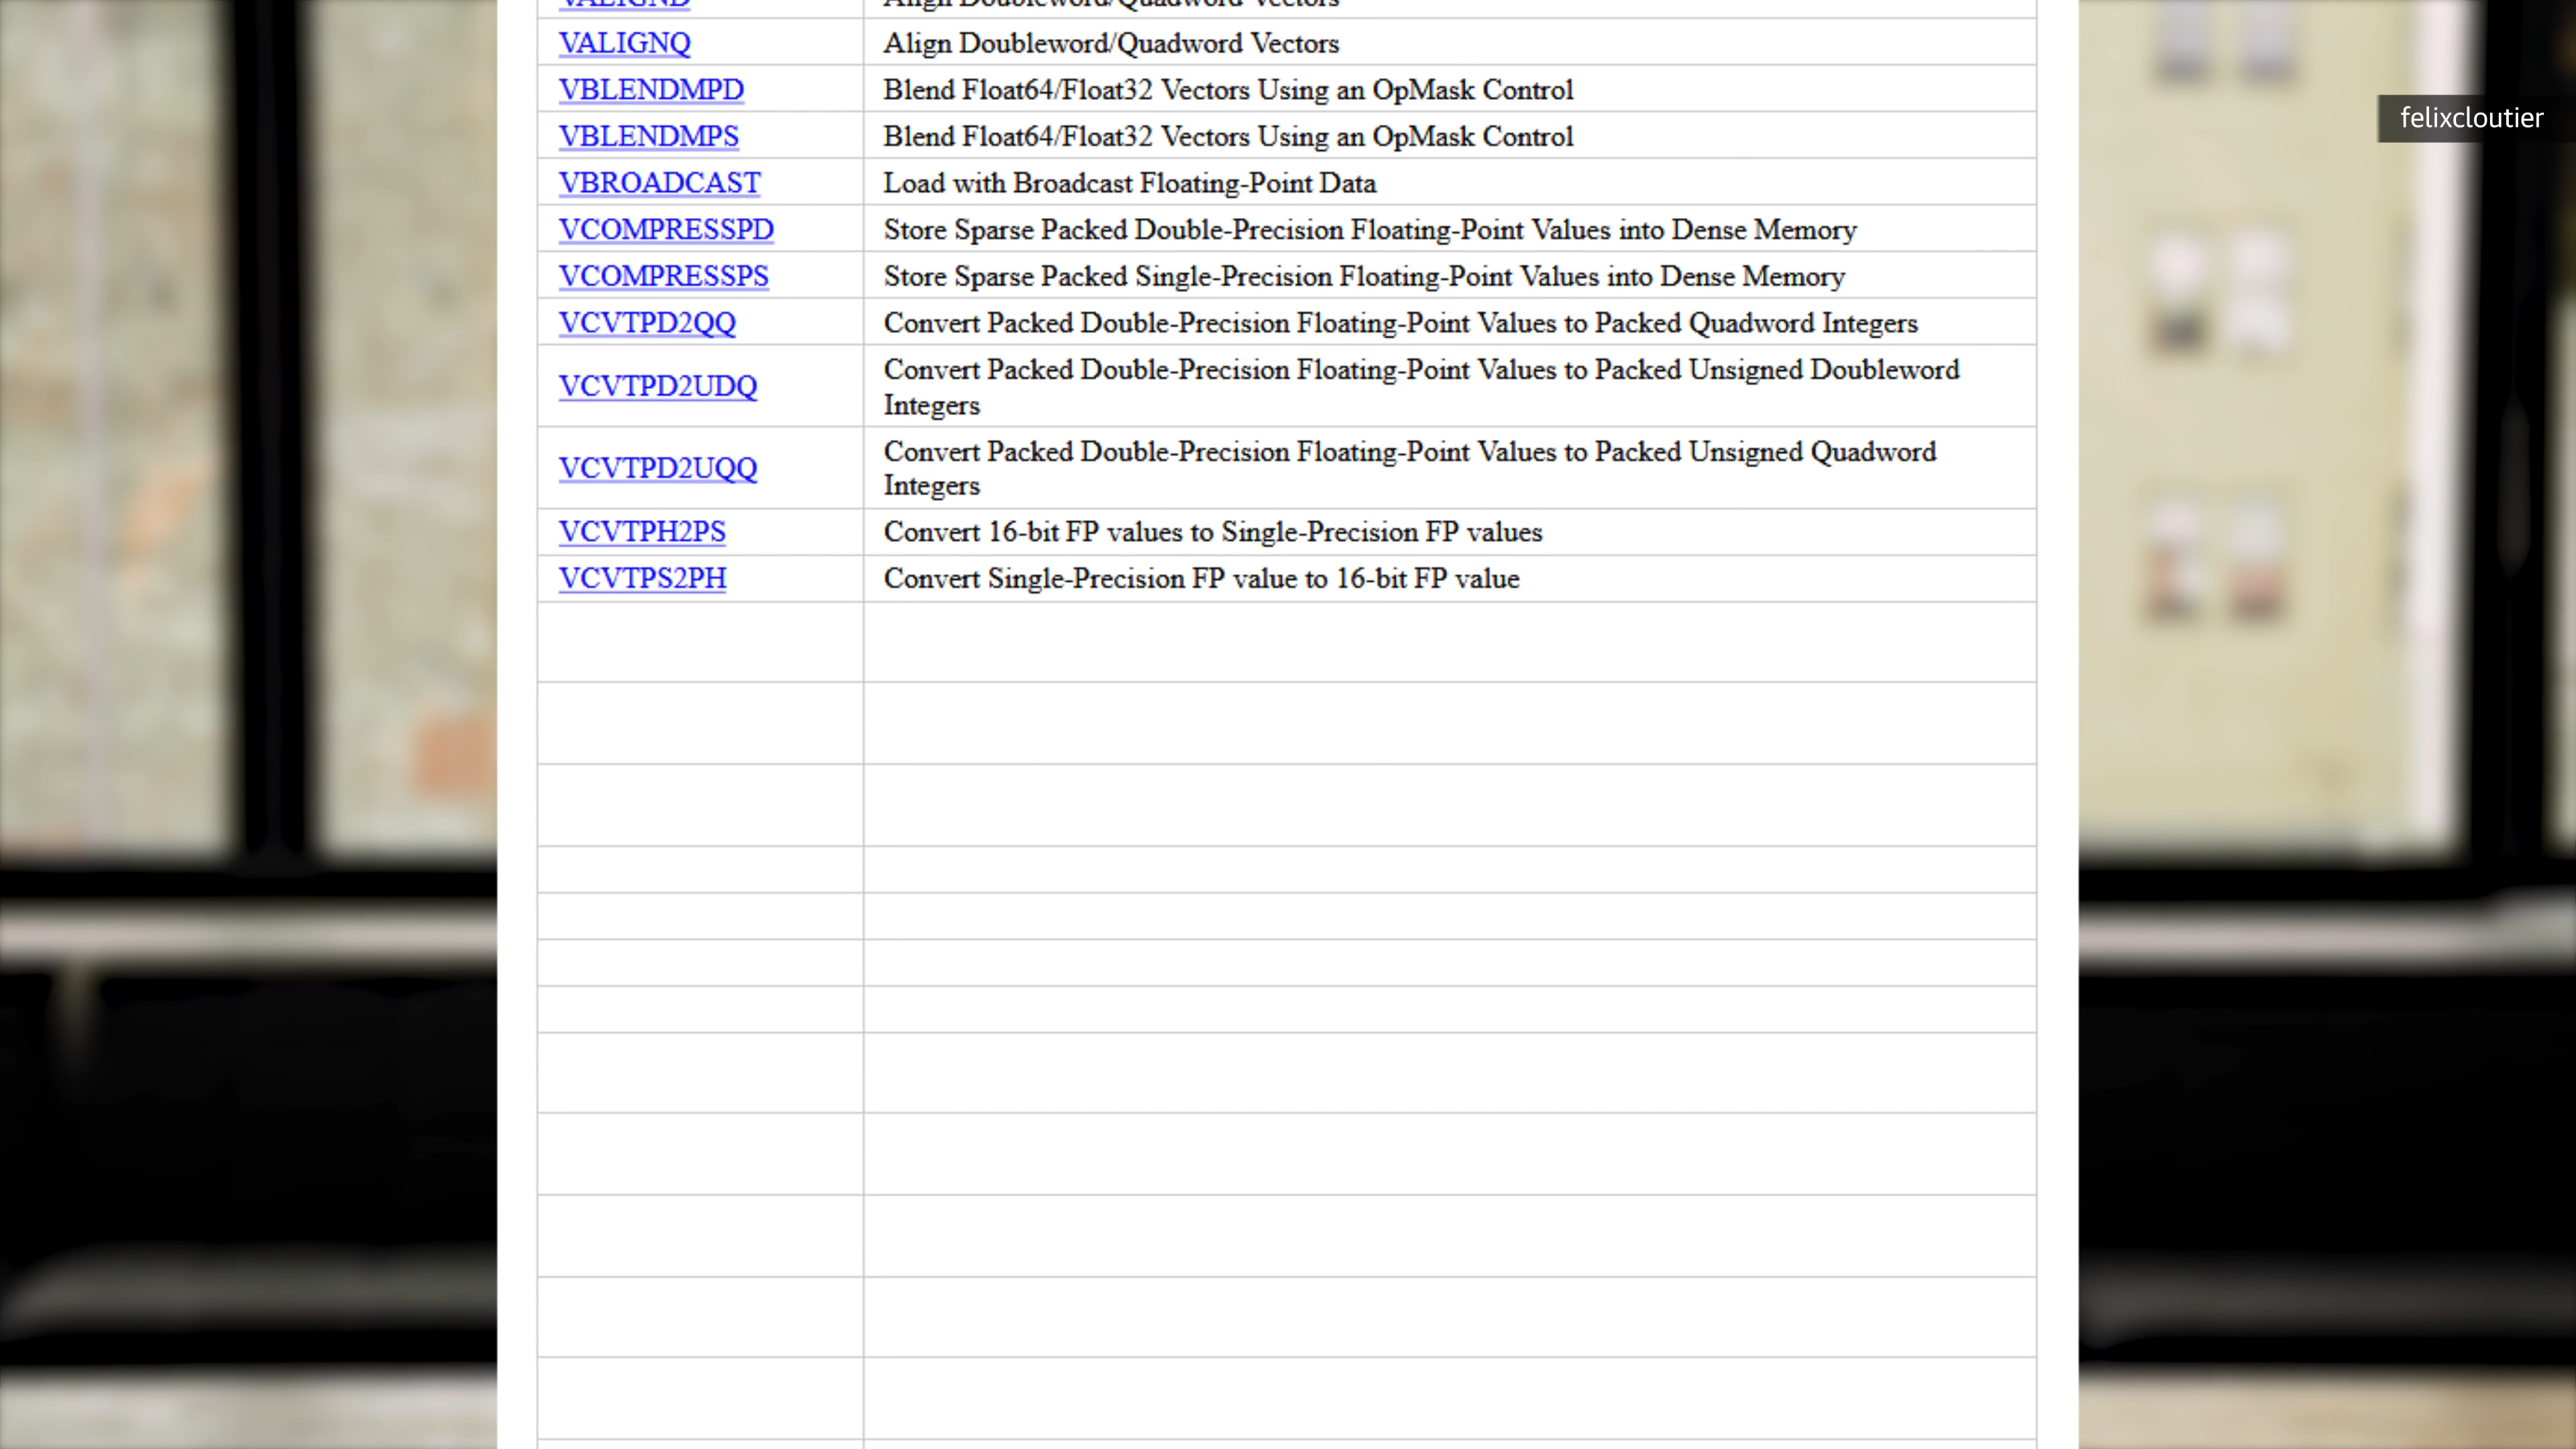 VALIGND Align Doubleword/Quadword Vectors
VALIGNQ Align Doubleword/Quadword Vectors
VBLENDMPD Blend Float64/Float32 Vectors Using an OpMask Control
VBLENDMPS Blend Float64/Float32 Vectors Using an OpMask Control
VBROADCAST Load with Broadcast Floating-Point Data
VCOMPRESSPD Store Sparse Packed Double-Precision Floating-Point Values into Dense Memory
VCOMPRESSPS Store Sparse Packed Single-Precision Floating-Point Values into Dense Memory
VCVTPD2QQ Convert Packed Double-Precision Floating-Point Values to Packed Quadword Integers
VCVTPD2UDQ Convert Packed Double-Precision Floating-Point Values to Packed Unsigned Doubleword
Integers
VCVTPD2UQQ Convert Packed Double-Precision Floating-Point Values to Packed Unsigned Quadword
Integers
VCVTPH2PS Convert 16-bit FP values to Single-Precision FP values
VCVTPS2PH Convert Single-Precision FP value to 16-bit FP value
felixcloutier